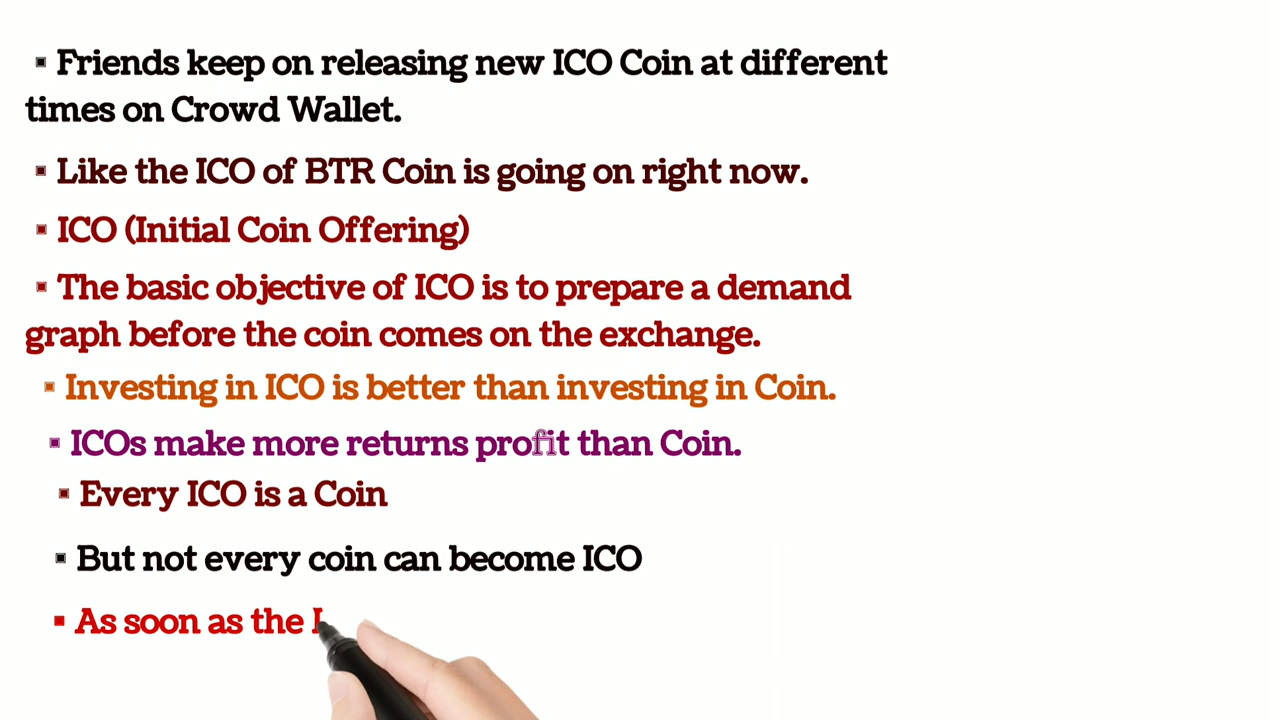 ▪ Friends keep on releasing new ICO Coin at different
times on Crowd Wallet.
▪ Like the ICO of BTR Coin is going on right now.
▪ ICO (Initial Coin Offering)
▪ The basic objective of ICO is to prepare a demand
graph before the coin comes on the exchange.
▪ Investing in ICO is better than investing in Coin.
▪ ICOs make more returns profit than Coin.
▪ Every ICO is a Coin
▪ But not every coin can become ICO
▪ As soon as the